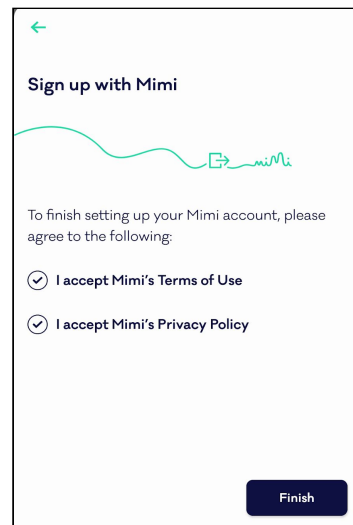 Sign up with Mimi
miMi
To finish setting up your Mimi account, please
agree to the following:
I accept Mimi's Terms of Use
I accept Mimi's Privacy Policy
Finish